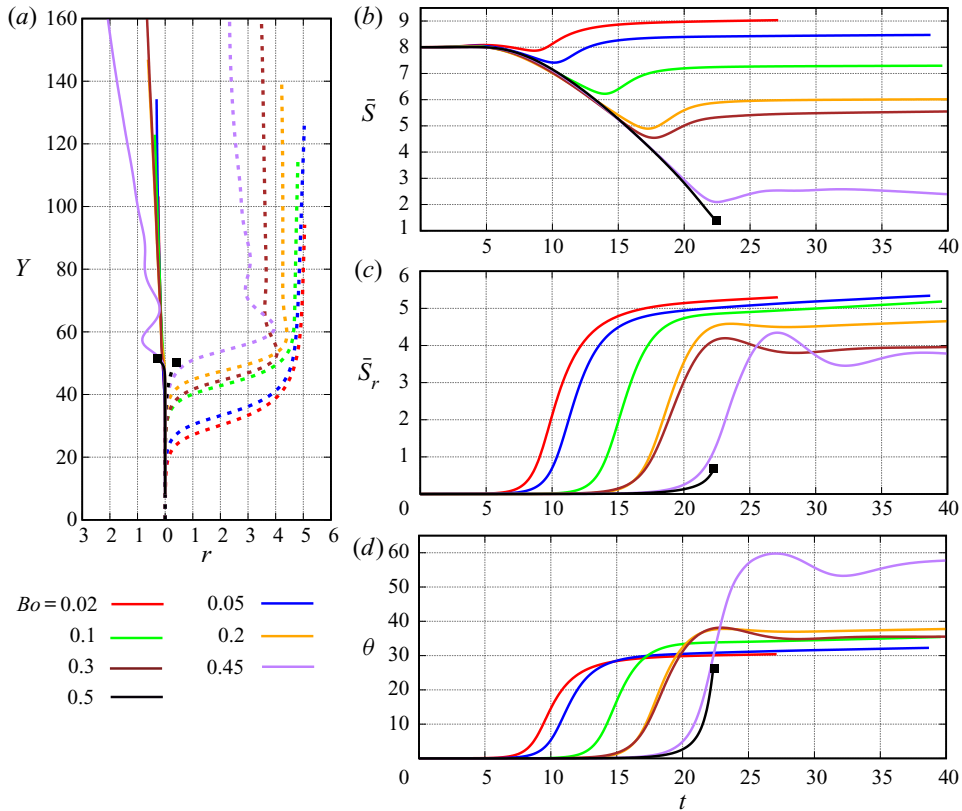 (a)
160
140
120
100
Y
80
60
40
20
0
3 2 1 0 1 2 3 4 5 6
r
(b)
9
8
7
6
S̄
5
4
3
2
1
5 10 15 20 25 30 35 40
(c)
6
5
4
S̄r
3
2
1
0
0 5 10 15 20 25 30 35 40
(d)
60
50
40
θ
30
20
10
0 0 5 10 15 20 25 30 35 40
t
Bo = 0.02 0.05
0.1 0.2
0.3 0.45
0.5